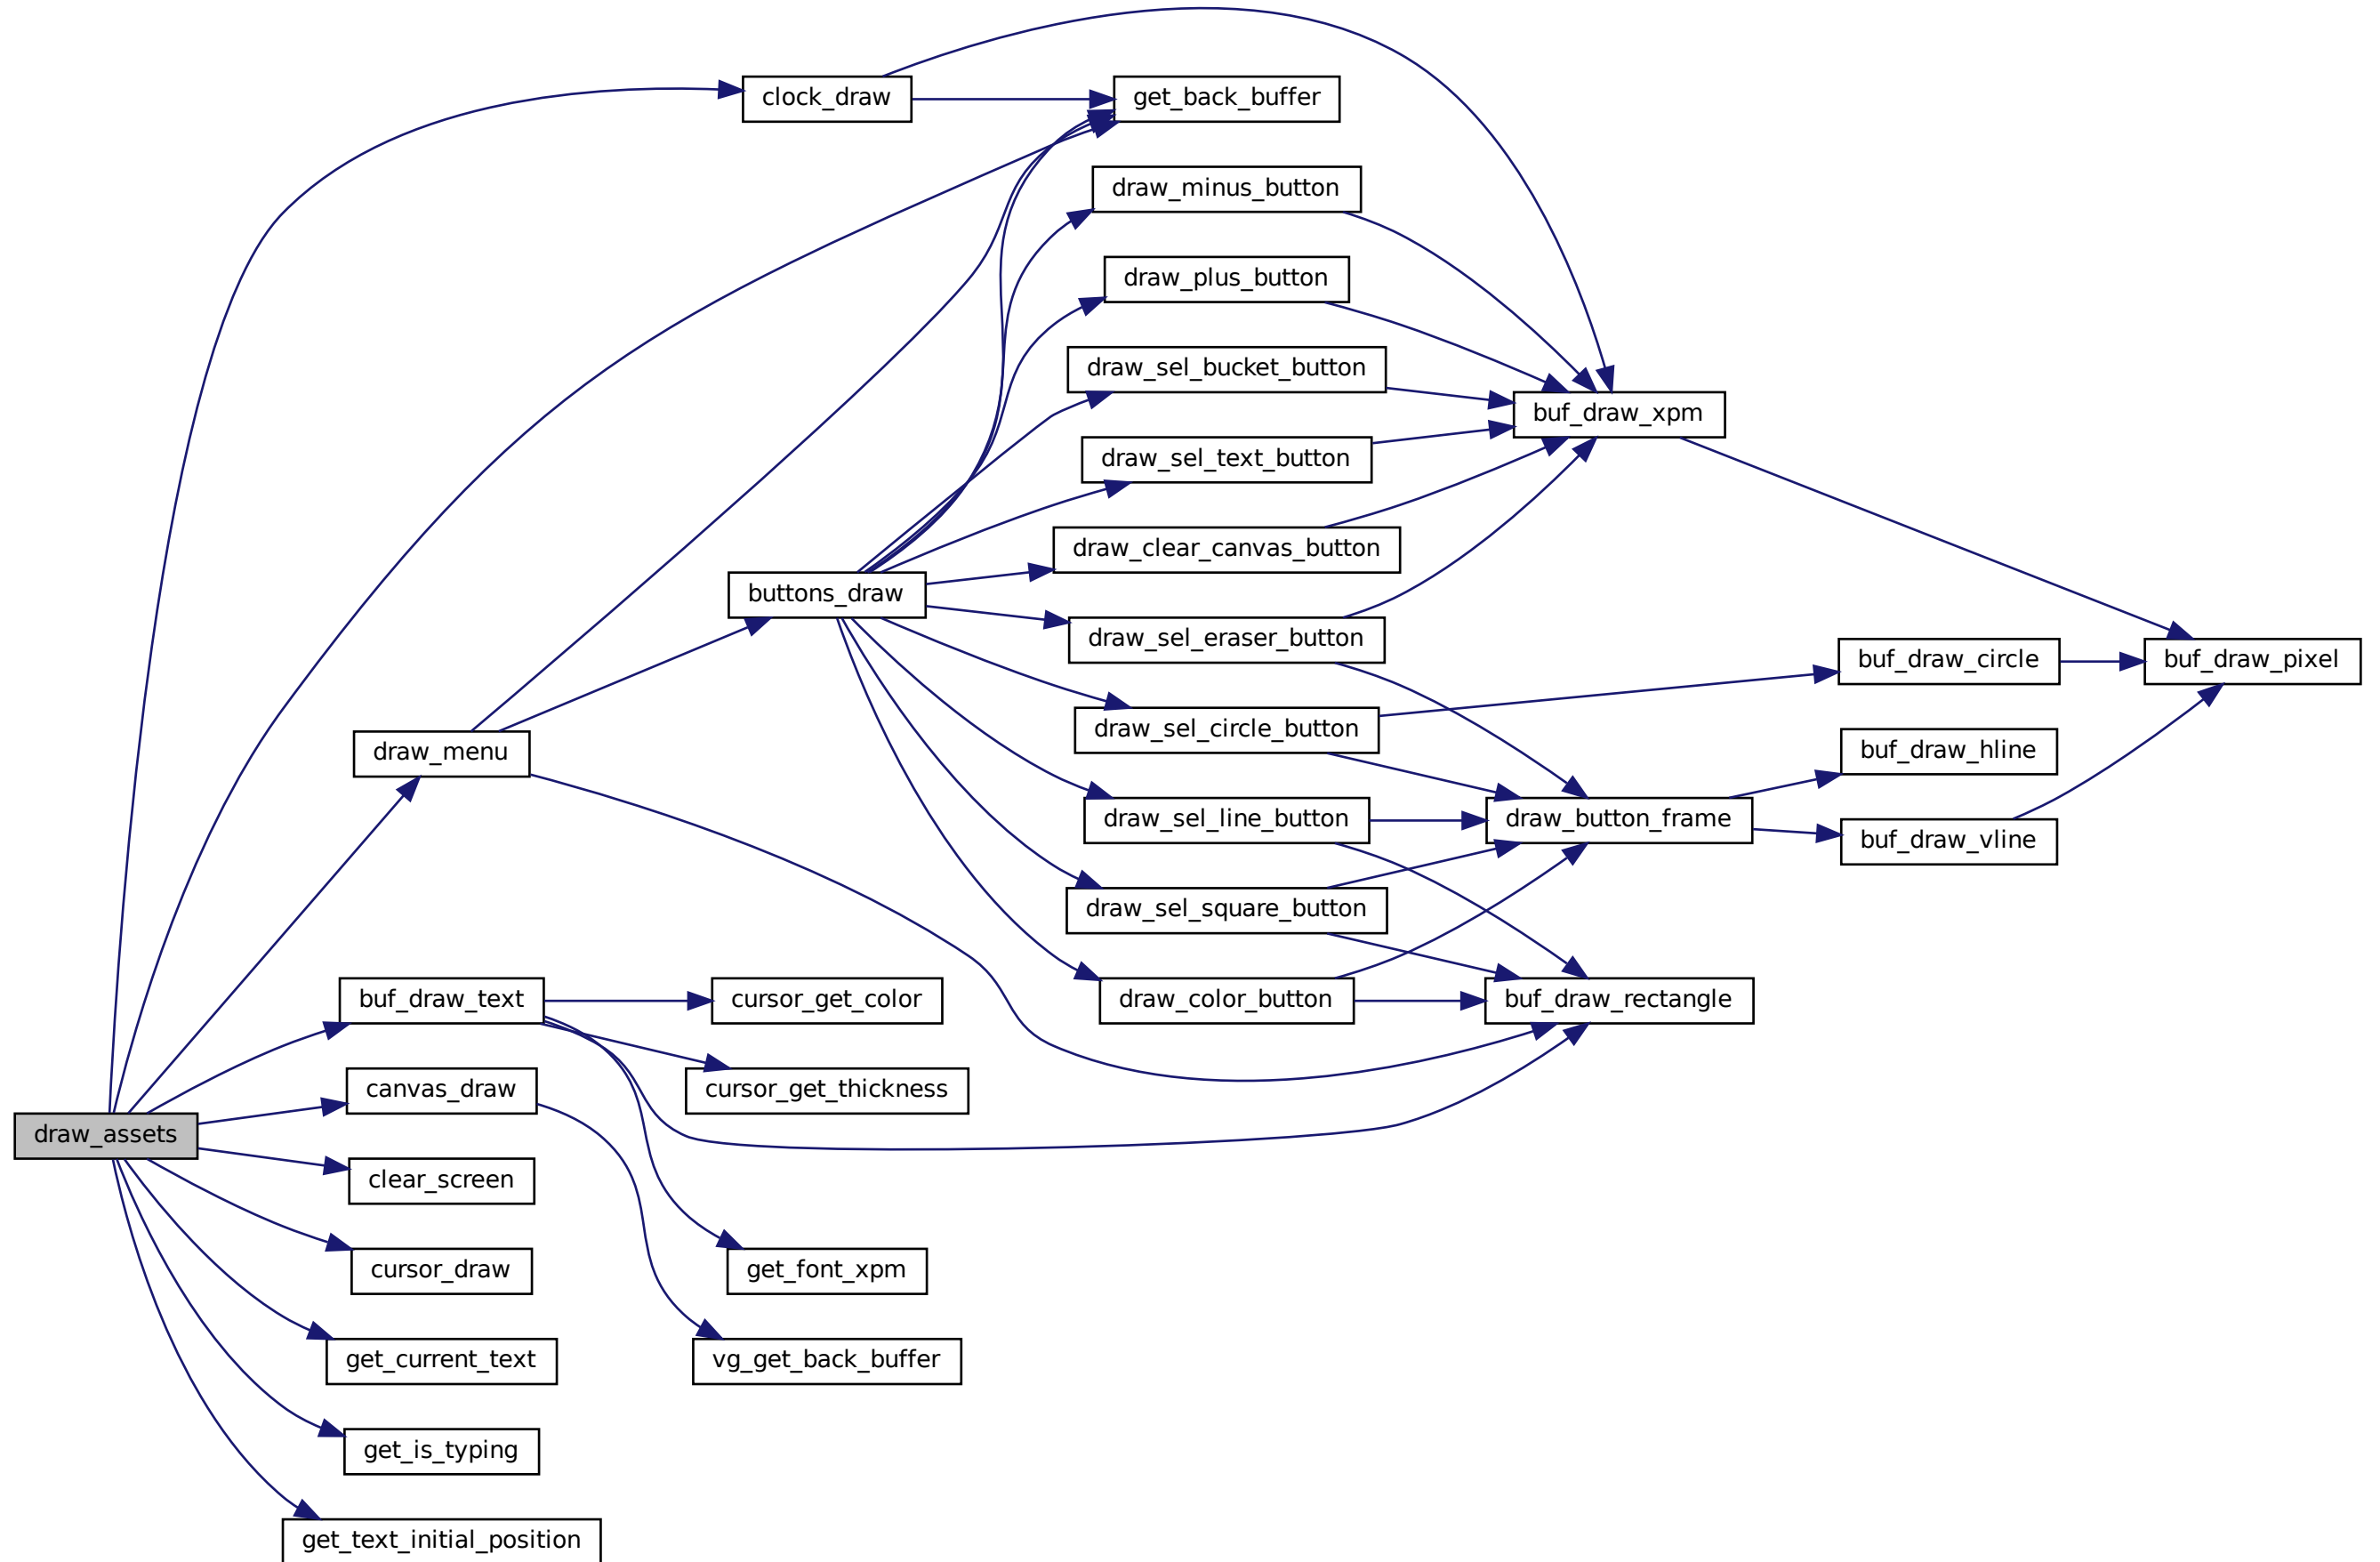 clock_draw
get_back_buffer
draw_minus_button
draw_plus_button
draw_sel_bucket_button
buf_draw_xpm
draw_sel_text_button
draw_clear_canvas_button
buttons_draw
draw_sel_eraser_button
buf_draw_circle
buf_draw_pixel
draw_sel_circle_button
draw_menu
buf_draw_hline
draw_sel_line_button
draw_button_frame
buf_draw_vline
draw_sel_square_button
buf_draw_text
cursor_get_color
draw_color_button
buf_draw_rectangle
canvas_draw
cursor_get_thickness
draw_assets
clear_screen
cursor_draw
get_font_xpm
get_current_text
vg_get_back_buffer
get_is_typing
get_text_initial_position